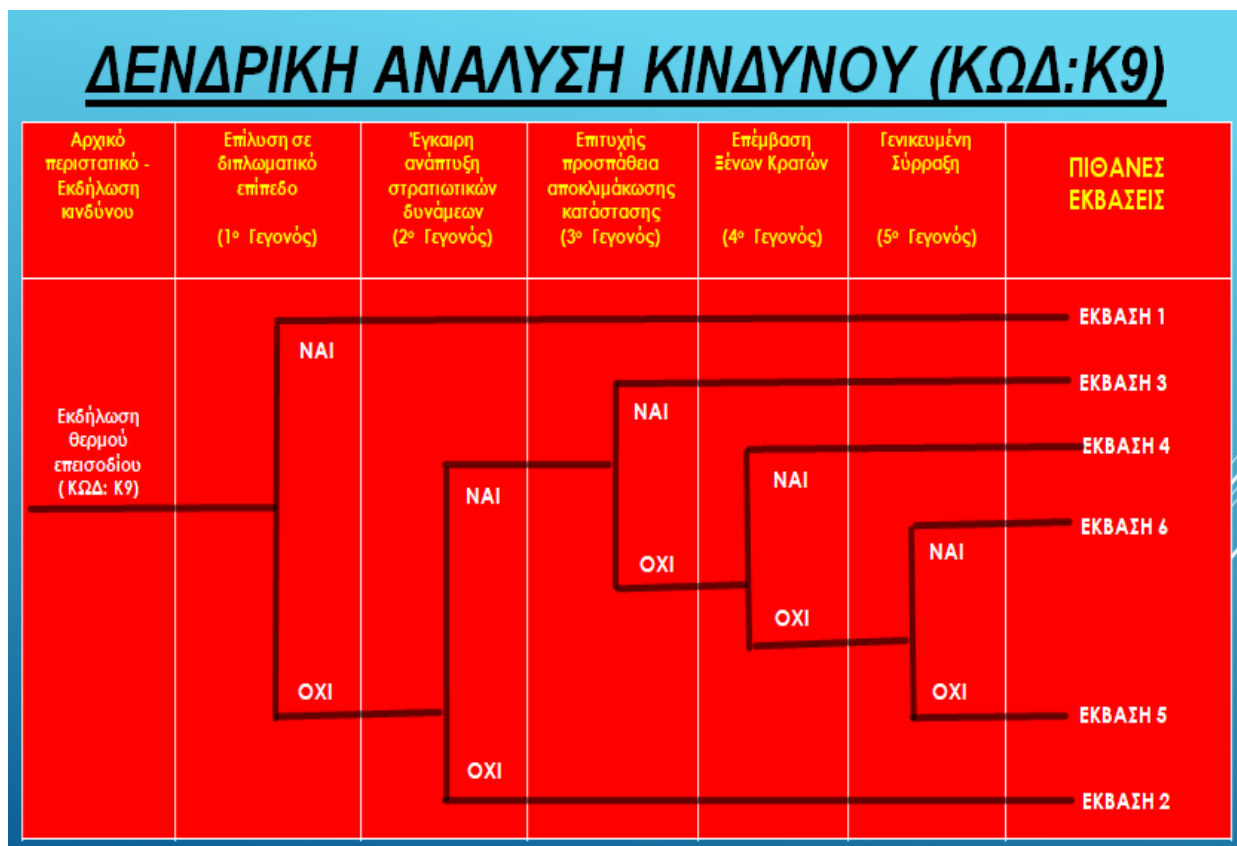 ΔΕΝΔΡΙΚΗ ΑΝΑΛΥΣΗ ΚΙΝΔΥΝΟΥ (ΚΩΔ:Κ9)
Αρχικό
περιστατικό -
Εκδήλωση
κινδύνου
Επίλυση σε
διπλωματικό
επίπεδο
(1ο Γεγονός)
Έγκαιρη
ανάπτυξη
στρατιωτικών
δυνάμεων
(2ο Γεγονός)
Επιτυχής
προσπάθεια
αποκλιμάκωσης
κατάστασης
(3ο Γεγονός)
Επέμβαση
Ξένων Κρατών
(4ο Γεγονός)
Γενικευμένη
Σύρραξη
(5ο Γεγονός)
ΠΙΘΑΝΕΣ
ΕΚΒΑΣΕΙΣ
ΕΚΒΑΣΗ 1
ΝΑΙ
ΕΚΒΑΣΗ 3
ΝΑΙ
Εκδήλωση
θερμού
επεισοδίου
( ΚΩΔ: Κ9)
ΕΚΒΑΣΗ 4
ΝΑΙ
ΝΑΙ
ΕΚΒΑΣΗ 6
ΝΑΙ
ΟΧΙ
ΟΧΙ
ΟΧΙ
ΟΧΙ
ΕΚΒΑΣΗ 5
ΟΧΙ
ΕΚΒΑΣΗ 2